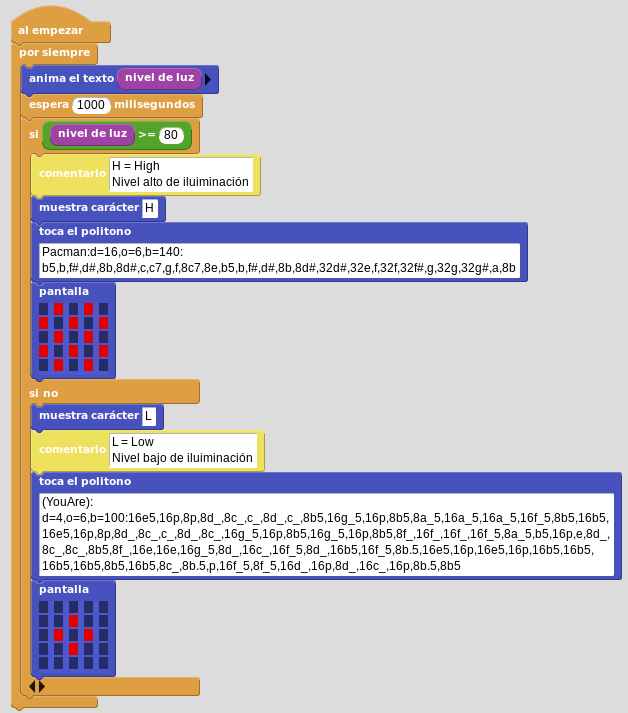 al empezar
por siempre
anima el texto nivel de luz
espera 1000 milisegundos
si nivel de luz >= 80
comentario H = High
Nivel alto de iluminación
muestra carácter H
toca el politono
Pacman:d=16,o=6,b=140:
b5,b,f#,d#,8b,8d#,c,c7,g,f,8c7,8e,b5,b,f#,d#,8b,8d#,32d#,32e,f,32f,32f#,g,32g,32g#,a,8b
pantalla
si no
muestra carácter L
comentario L = Low
Nivel bajo de iluminación
toca el politono
(YouAre):
d=4,o=6,b=100:16e5,16p,8p,8d_,8c_,c_,8d_,c_,8b5,16g_5,16p,8b5,8a_5,16a_5,16a_5,16f_5,8b5,16b5,
16e5,16p,8p,8d_,8c_,c_8d_,8c_,16g_5,16p,8b5,16g_5,16p,8b5,8f_,16f_,16f_,16f_5,8a_5,b5,16p,e,8d_,
8c_,8c_,8b5,8f_,16e,16e,16g_5,8d_,16c_,16f_5,8d_,16b5,16f_5,8b.5,16e5,16p,16e5,16p,16b5,16b5,
16b5,16b5,8b5,16b5,8c_,8b.5,p,16f_5,8f_5,16d_,16p,8d_,16c_,16p,8b.5,8b5
pantalla